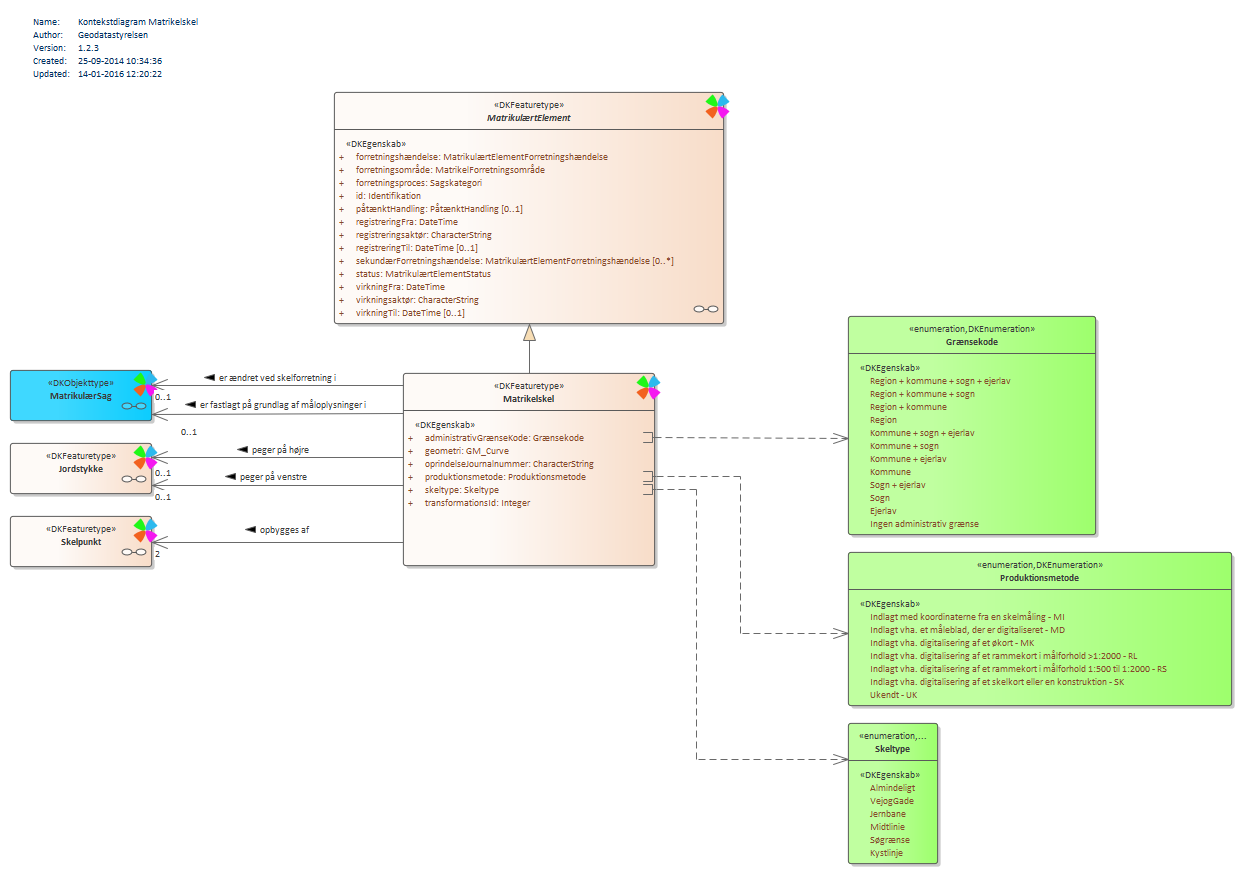 Name: Kontekstdiagram Matrikelskel
Author: Geodatastyrelsen
Version: 1.2.3
Created: 25-09-2014 10:34:36
Updated: 14-01-2016 12:20:22
«DKFeaturetype»
MatrikulærtElement
«DKEgenskab»
+ forretningshændelse: MatrikulærtElementForretningshændelse
+ forretningsområde: MatrikelForretningsområde
+ forretningsproces: Sagskategori
+ id: Identifikation
+ påtænktHandling: PåtænktHandling [0..1]
+ registreringFra: DateTime
+ registreringsaktør: CharacterString
+ registreringTil: DateTime [0..1]
+ sekundærForretningshændelse: MatrikulærtElementForretningshændelse [0..*]
+ status: MatrikulærtElementStatus
+ virkningFra: DateTime
+ virkningsaktør: CharacterString
+ virkningTil: DateTime [0..1]
«DKObjekttype»
MatrikulærSag
er ændret ved skelforretning i
0..1
er fastlagt på grundlag af måloplysninger i
0..1
«DKFeaturetype»
Jordstykke
peger på højre
0..1
peger på venstre
0..1
«DKFeaturetype»
Skelpunkt
opbygges af
2
«DKFeaturetype»
Matrikelskel
«DKEgenskab»
+ administrativGrænseKode: Grænsekode
+ geometri: GM_Curve
+ oprindelseJournalnummer: CharacterString
+ produktionsmetode: Produktionsmetode
+ skeltype: Skeltype
+ transformationsId: Integer
«enumeration,DKEnumeration»
Grænsekode
«DKEgenskab»
Region + kommune + sogn + ejerlav
Region + kommune + sogn
Region + kommune
Region
Kommune + sogn + ejerlav
Kommune + sogn
Kommune + ejerlav
Kommune
Sogn + ejerlav
Sogn
Ejerlav
Ingen administrativ grænse
«enumeration,DKEnumeration»
Produktionsmetode
«DKEgenskab»
Indlagt med koordinaterne fra en skelmåling - MI
Indlagt vha. et måleblad, der er digitaliseret - MD
Indlagt vha. digitalisering af et økort - MK
Indlagt vha. digitalisering af et rammekort i målforhold >1:2000 - RL
Indlagt vha. digitalisering af et rammekort i målforhold 1:500 til 1:2000 - RS
Indlagt vha. digitalisering af et skelkort eller en konstruktion - SK
Ukendt - UK
«enumeration,...
Skeltype
«DKEgenskab»
Almindeligt
VejogGade
Jernbane
Midtlinie
Søgrænse
Kystlinje